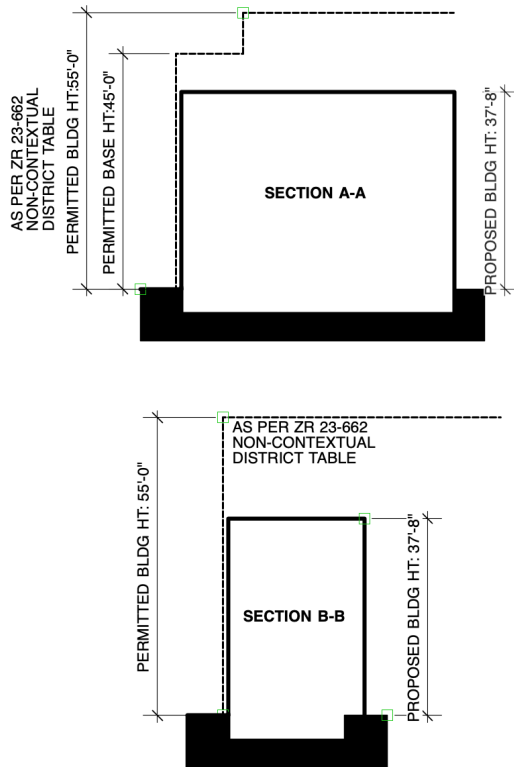 AS PER ZR 23-662
NON-CONTEXTUAL
DISTRICT TABLE
PERMITTED BLDG HT:55'-0"
PERMITTED BASE HT:45'-0"
SECTION A-A
PROPOSED BLDG HT: 37'-8"
AS PER ZR 23-662
NON-CONTEXTUAL
DISTRICT TABLE
PERMITTED BLDG HT: 55'-0"
SECTION B-B
PROPOSED BLDG HT: 37'-8"